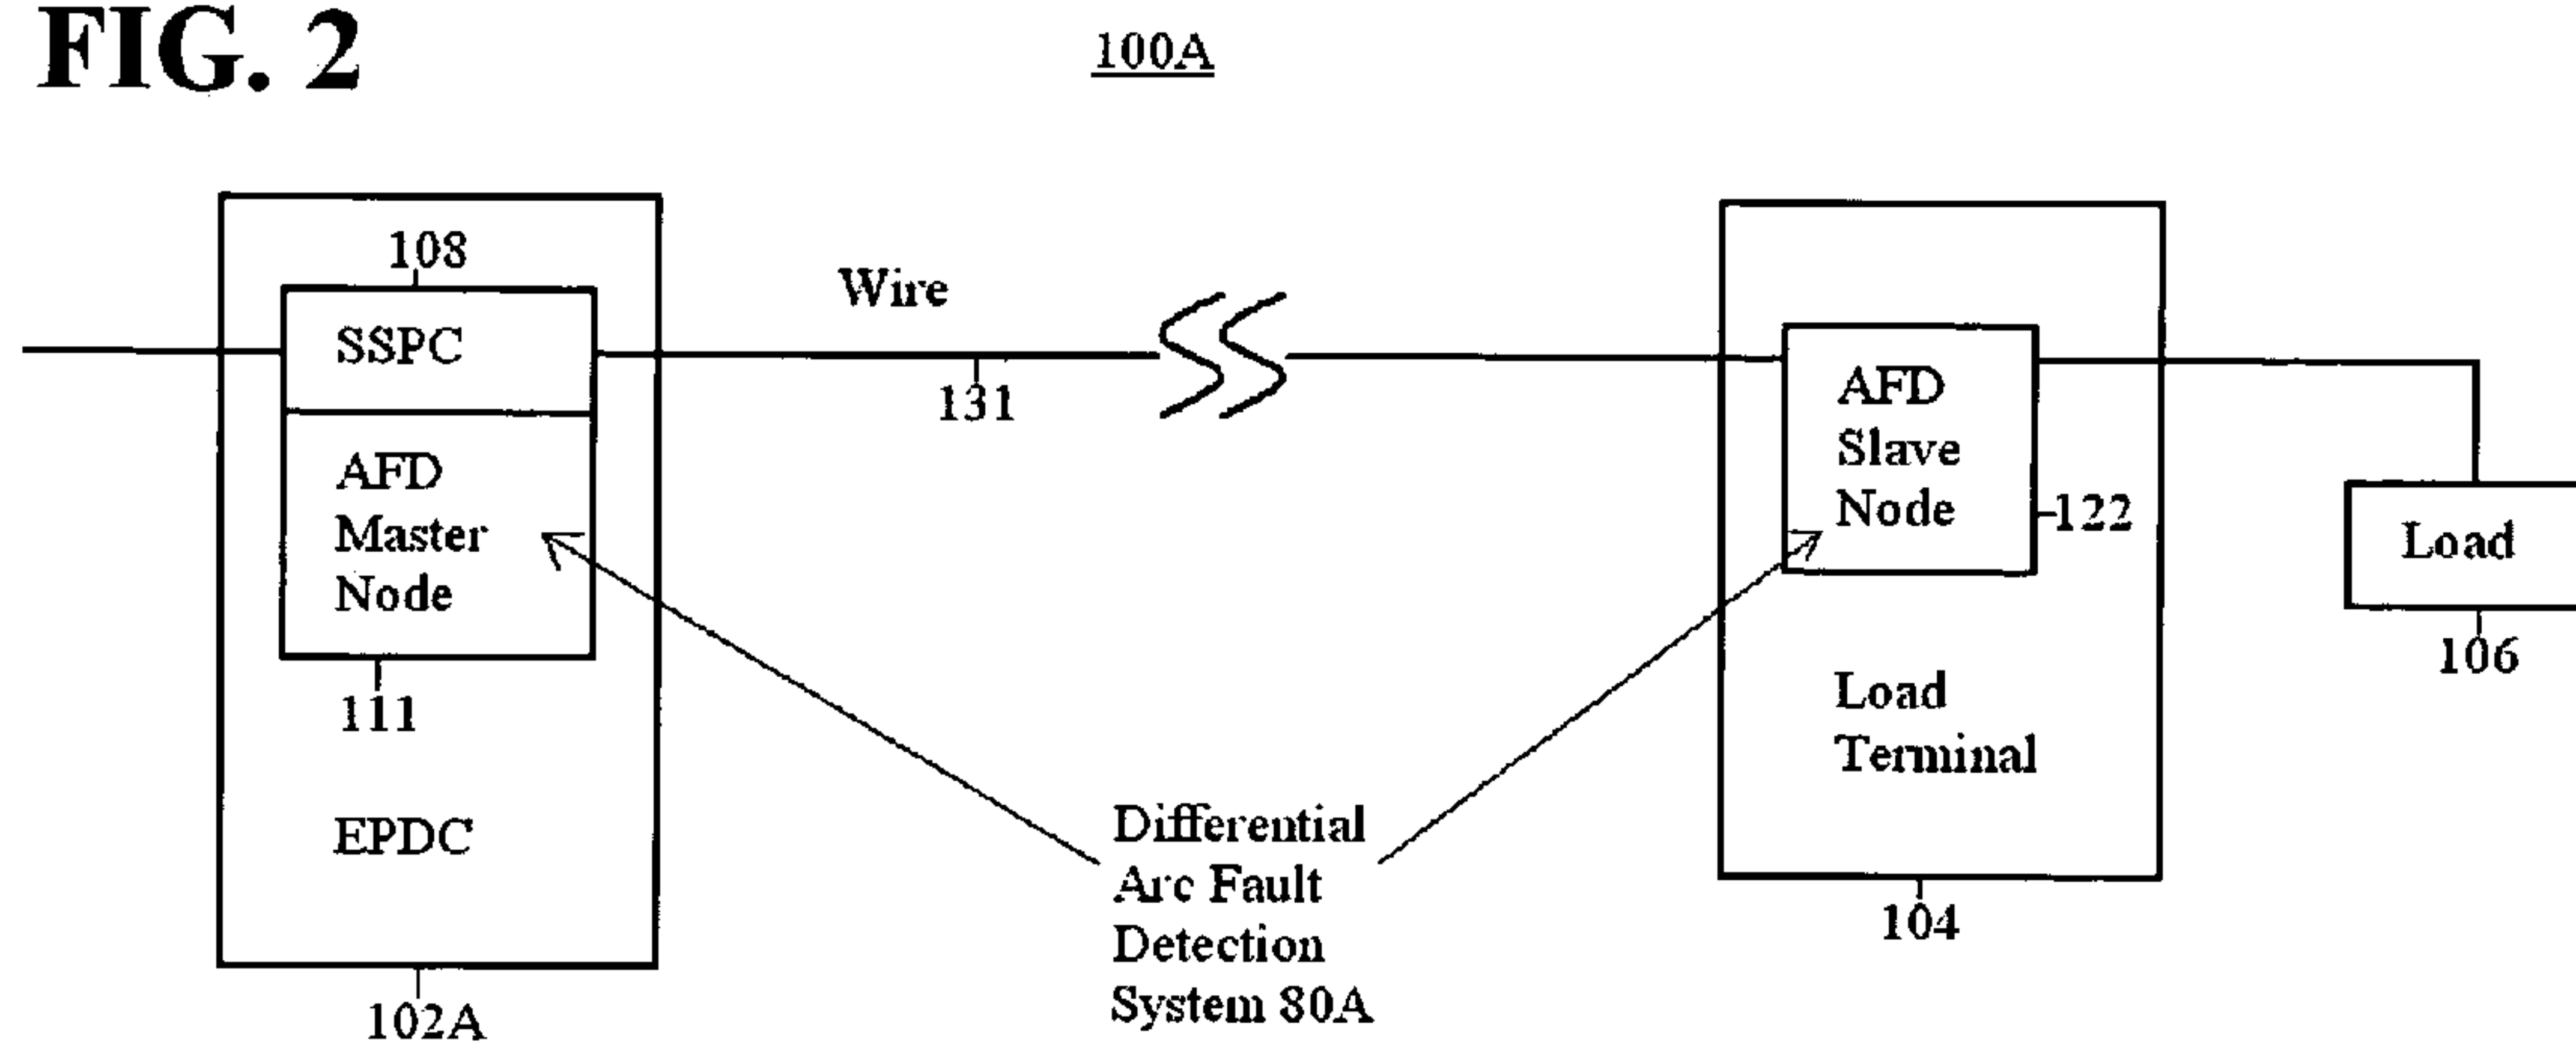 FIG. 2
100A
108
SSPC
AFD
Master
Node
111
EPDC
102A
Wire
131
Differential
Arc Fault
Detection
System 80A
AFD
Slave
Node
122
Load
Terminal
104
Load
106